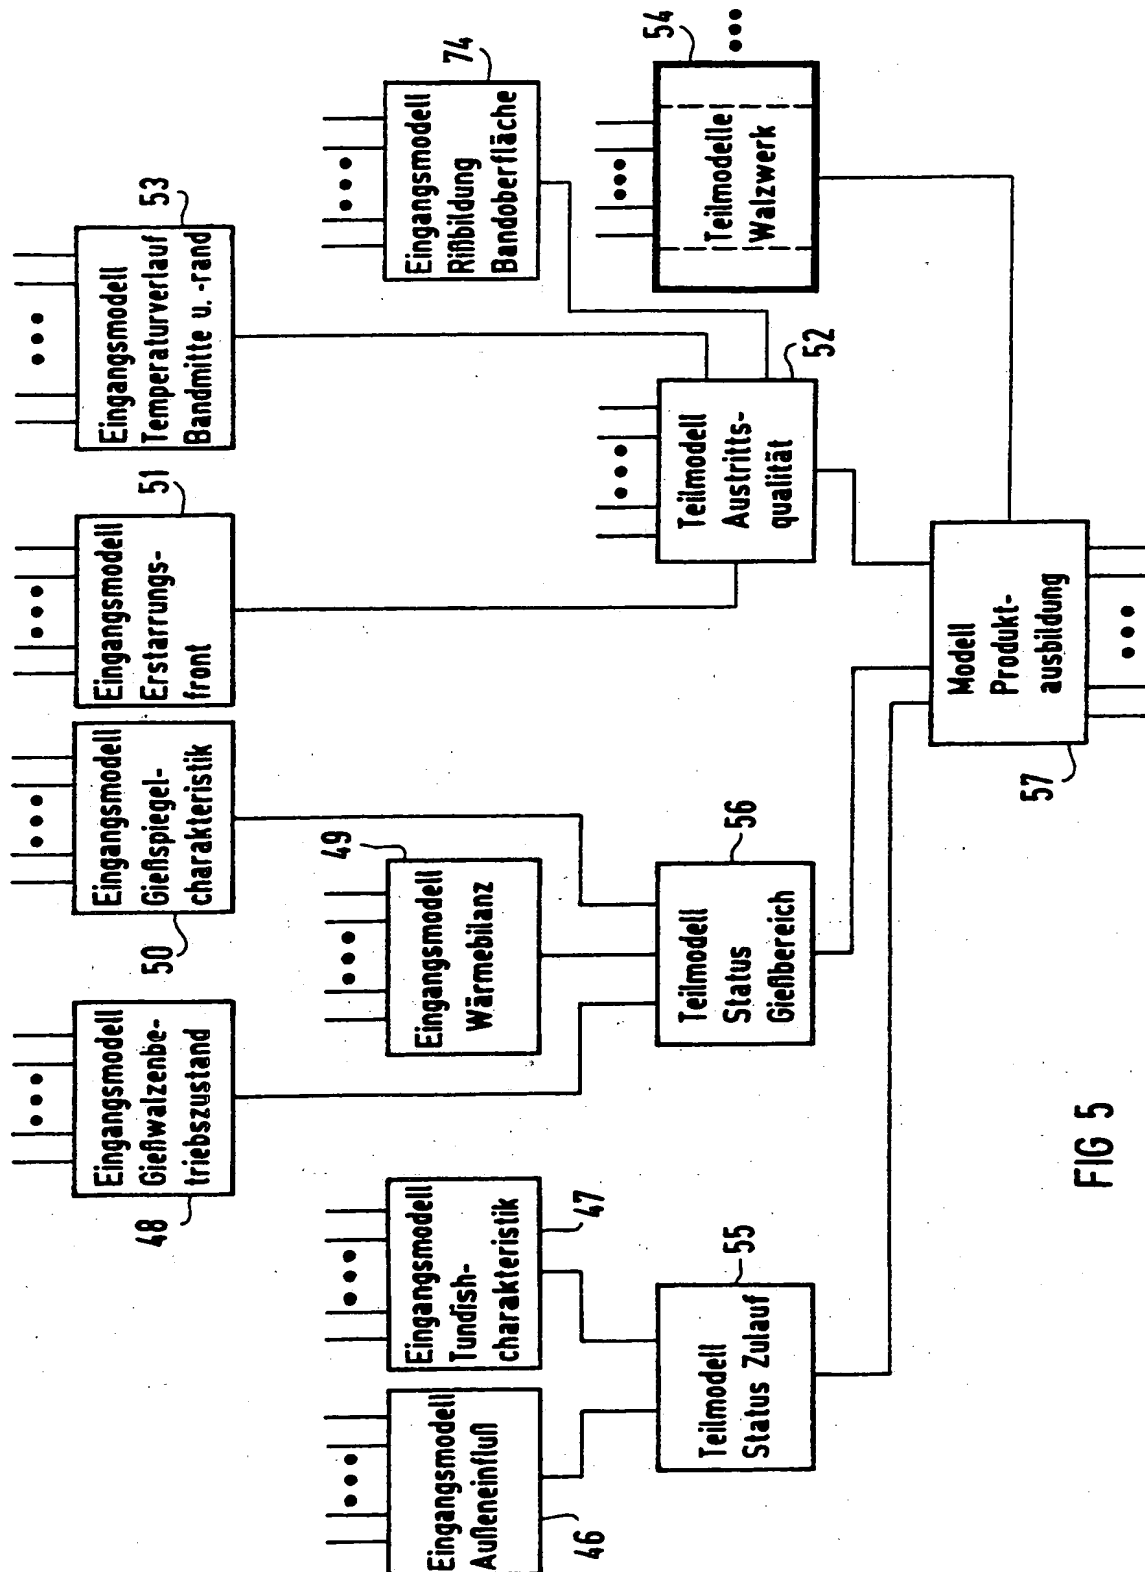 Eingangsmodell
Außeneinfluß
46
Eingangsmodell
Tundish-
charakteristik
47
Eingangsmodell
Gießwalzenbe-
triebszustand
48
Eingangsmodell
Wärmebilanz
49
Eingangsmodell
Gießspiegel-
charakteristik
50
Eingangsmodell
Erstarrungs-
front
51
Eingangsmodell
Temperaturverlauf
Bandmitte u. -rand
53
Eingangsmodell
Rißbildung
Bandoberfläche
74
Teilmodell
Status Zulauf
55
Teilmodell
Status
Gießbereich
56
Teilmodell
Austritts-
qualität
52
Teilmodelle
Walzwerk
54
Modell
Produkt-
ausbildung
57
FIG 5